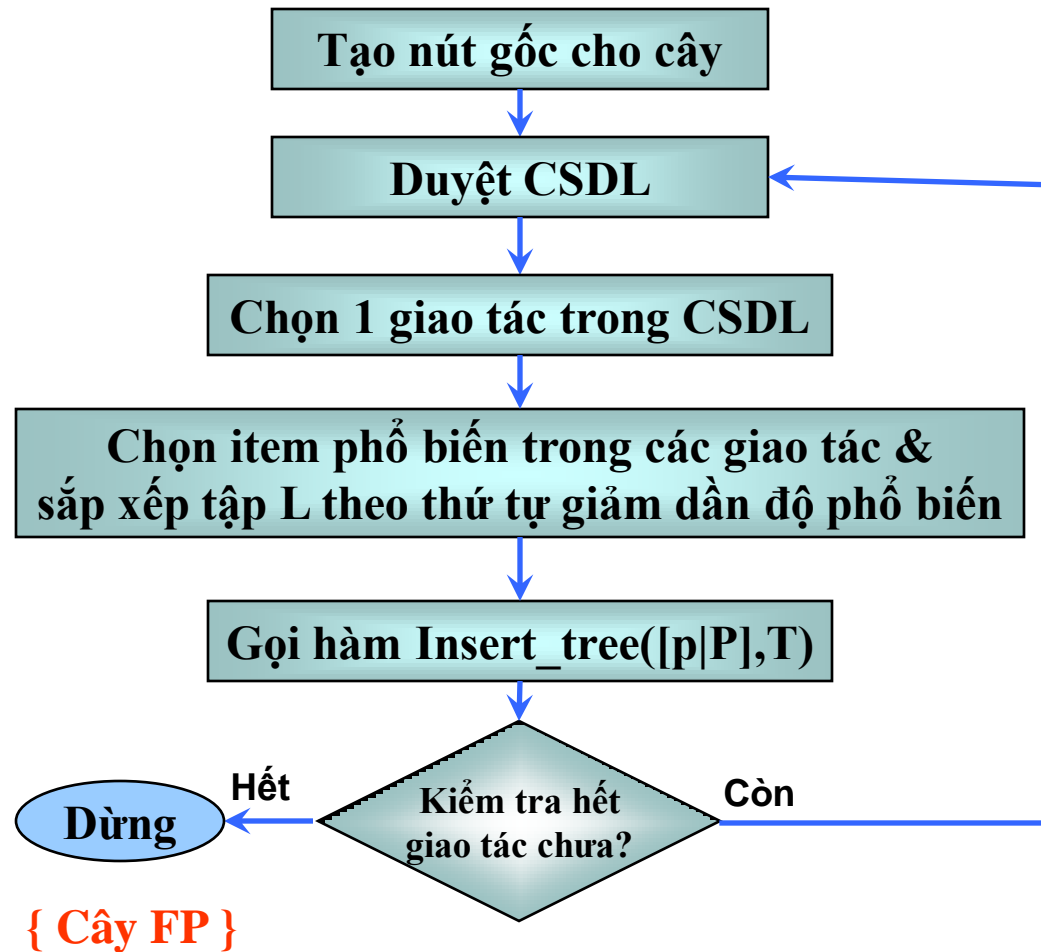 Tạo nút gốc cho cây
Duyệt CSDL
Chọn 1 giao tác trong CSDL
Chọn item phổ biến trong các giao tác &
sắp xếp tập L theo thứ tự giảm dần độ phổ biến
Gọi hàm Insert_tree([p|P],T)
Kiểm tra hết
giao tác chưa?
Hết
Còn
Dừng
{ Cây FP }